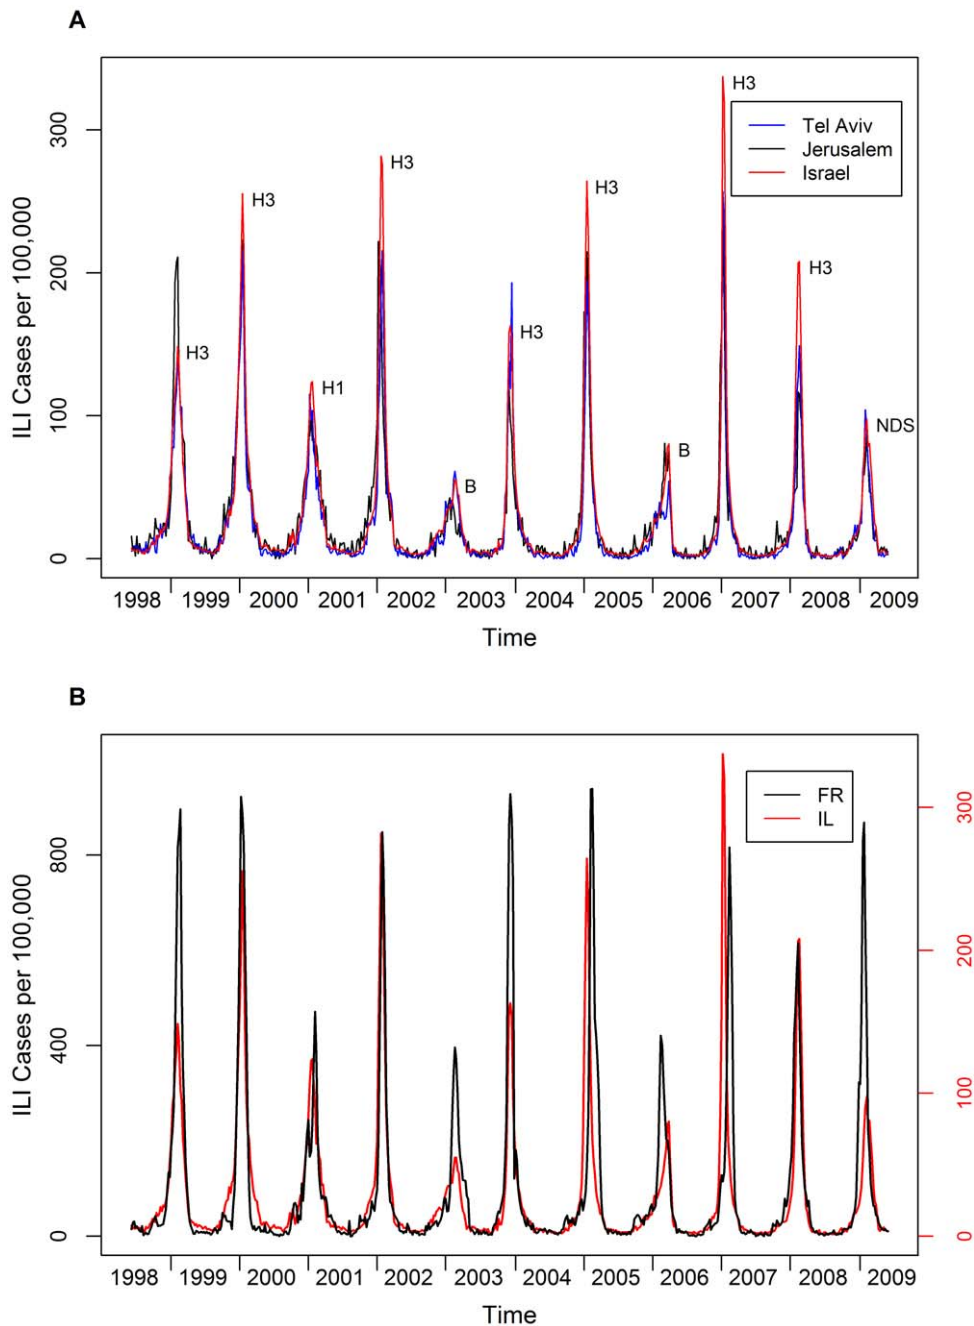 A
ILI Cases per 100,000
300
200
100
0
H3
H3
H1
H3
B
H3
H3
B
H3
H3
NDS
Tel Aviv
Jerusalem
Israel
1998 1999 2000 2001 2002 2003 2004 2005 2006 2007 2008 2009
Time
B
ILI Cases per 100,000
800
400
0
FR
IL
300
200
100
0
1998 1999 2000 2001 2002 2003 2004 2005 2006 2007 2008 2009
Time